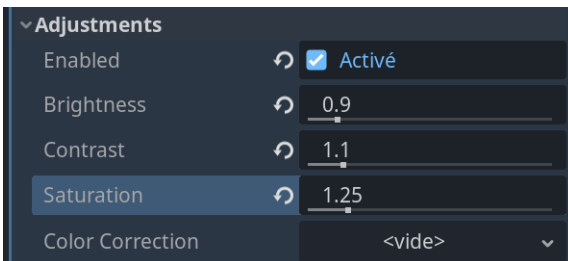 Adjustments
Enabled Activé
Brightness 0.9
Contrast 1.1
Saturation 1.25
Color Correction <vide>